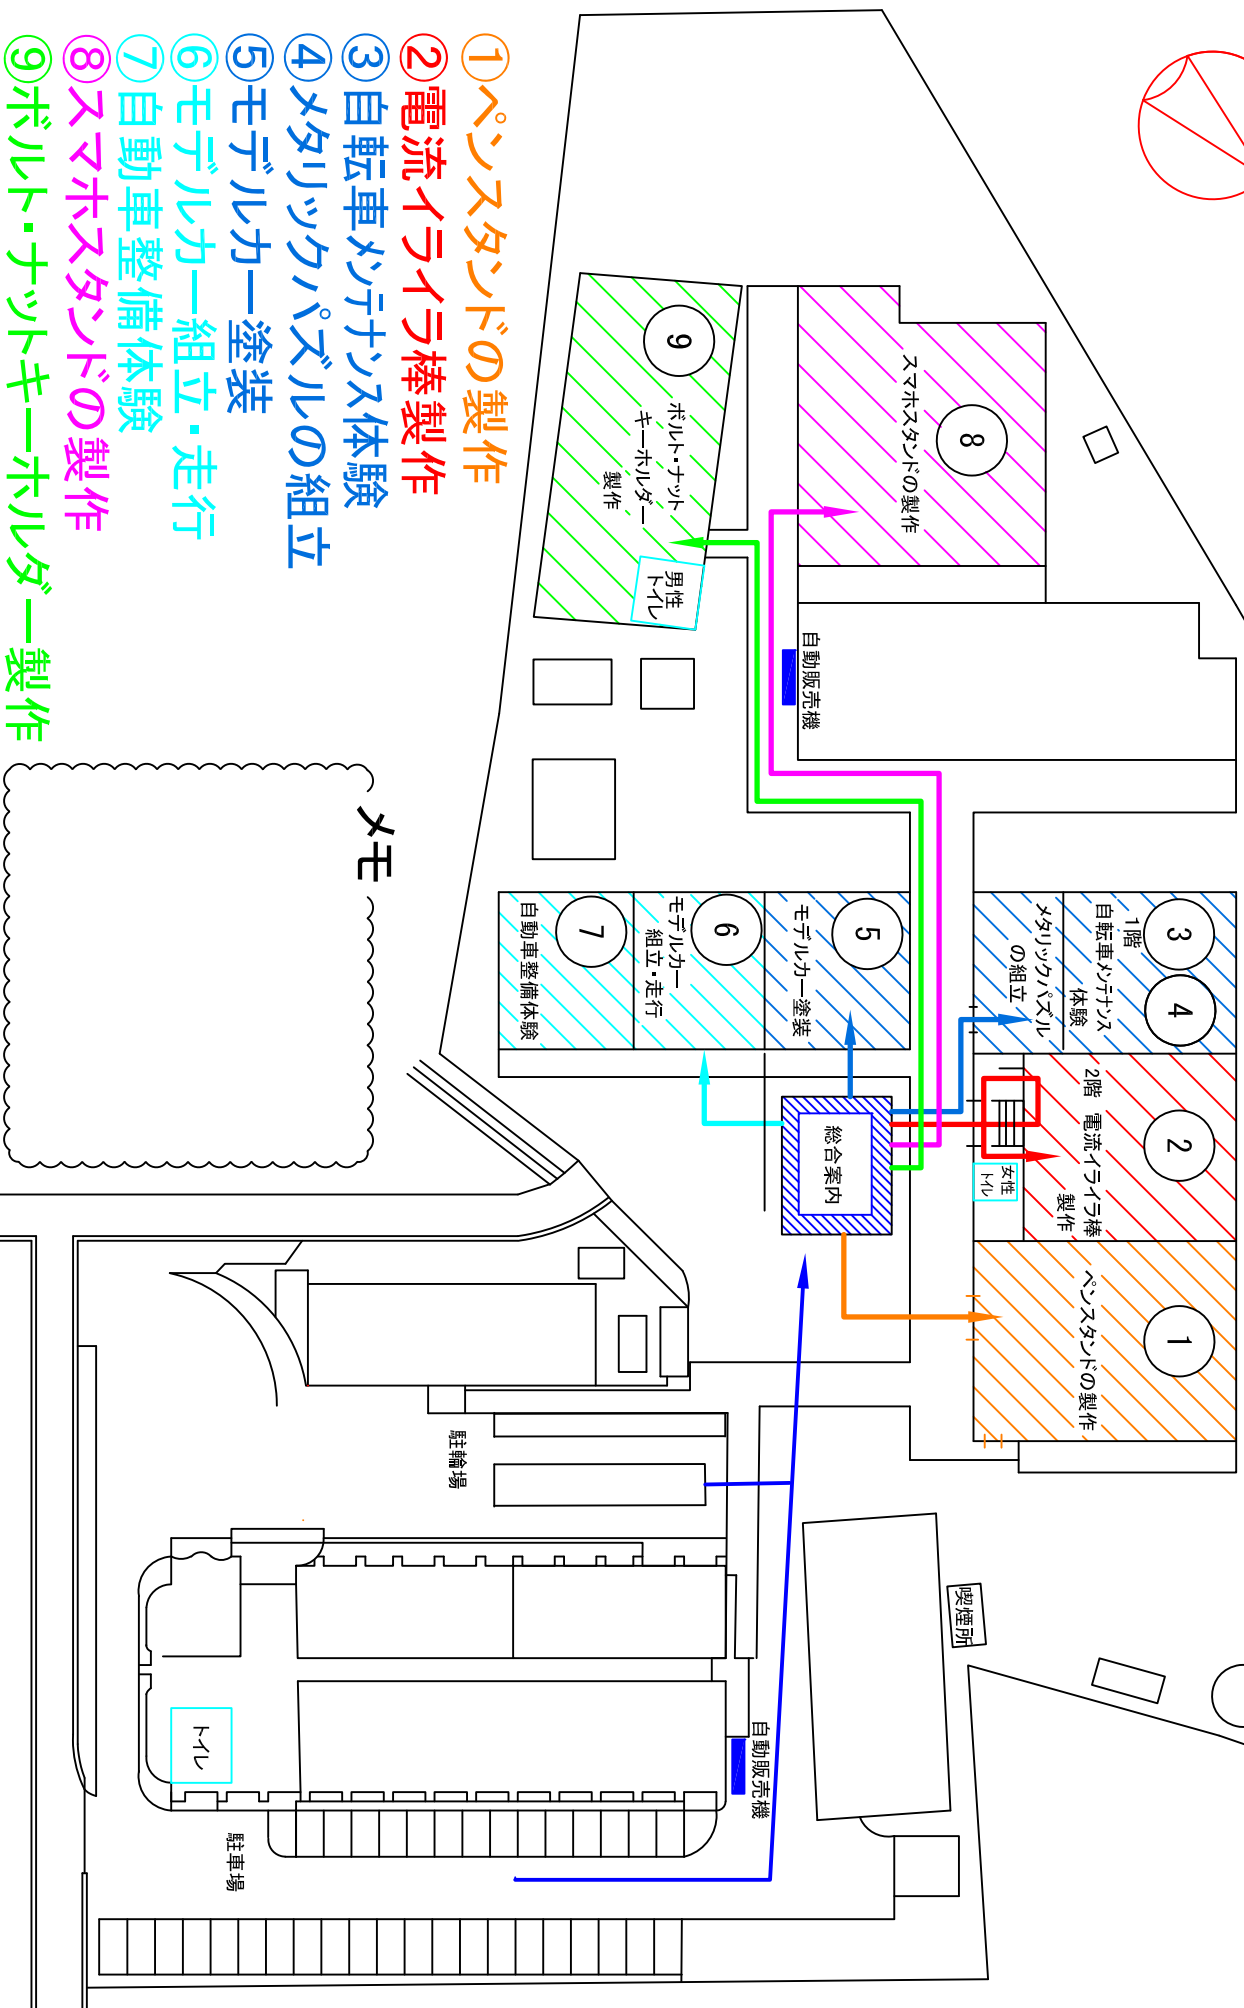 ①ペンスタンドの製作
②電流イライラ棒製作
③自転車メンテナンス体験
④メタリックパズルの組立
⑤モデルカー塗装
⑥モデルカー組立・走行
⑦自動車整備体験
⑧スマホスタンドの製作
⑨ボルト・ナットキーホルダー製作
メモ
8
スマホスタンドの製作
9
ボルト・ナット
キーホルダー
製作
男性
トイレ
自動販売機
3
4
1階
自転車メンテナンス
体験
メタリックパズル
の組立
5
モデルカー塗装
6
モデルカー
組立・走行
7
自動車整備体験
2
2階 電流イライラ棒
製作
女性
トイレ
総合案内
1
ペンスタンドの製作
駐輪場
喫煙所
自動販売機
トイレ
駐車場